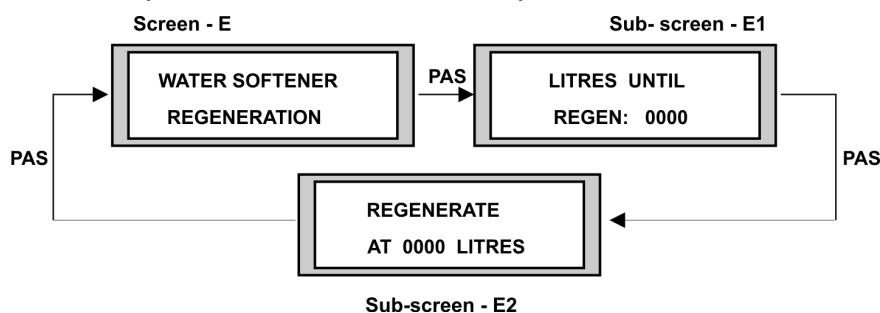 Screen - E
Sub- screen - E1
WATER SOFTENER
REGENERATION
PAS
LITRES UNTIL
REGEN: 0000
PAS
PAS
REGENERATE
AT 0000 LITRES
Sub-screen - E2